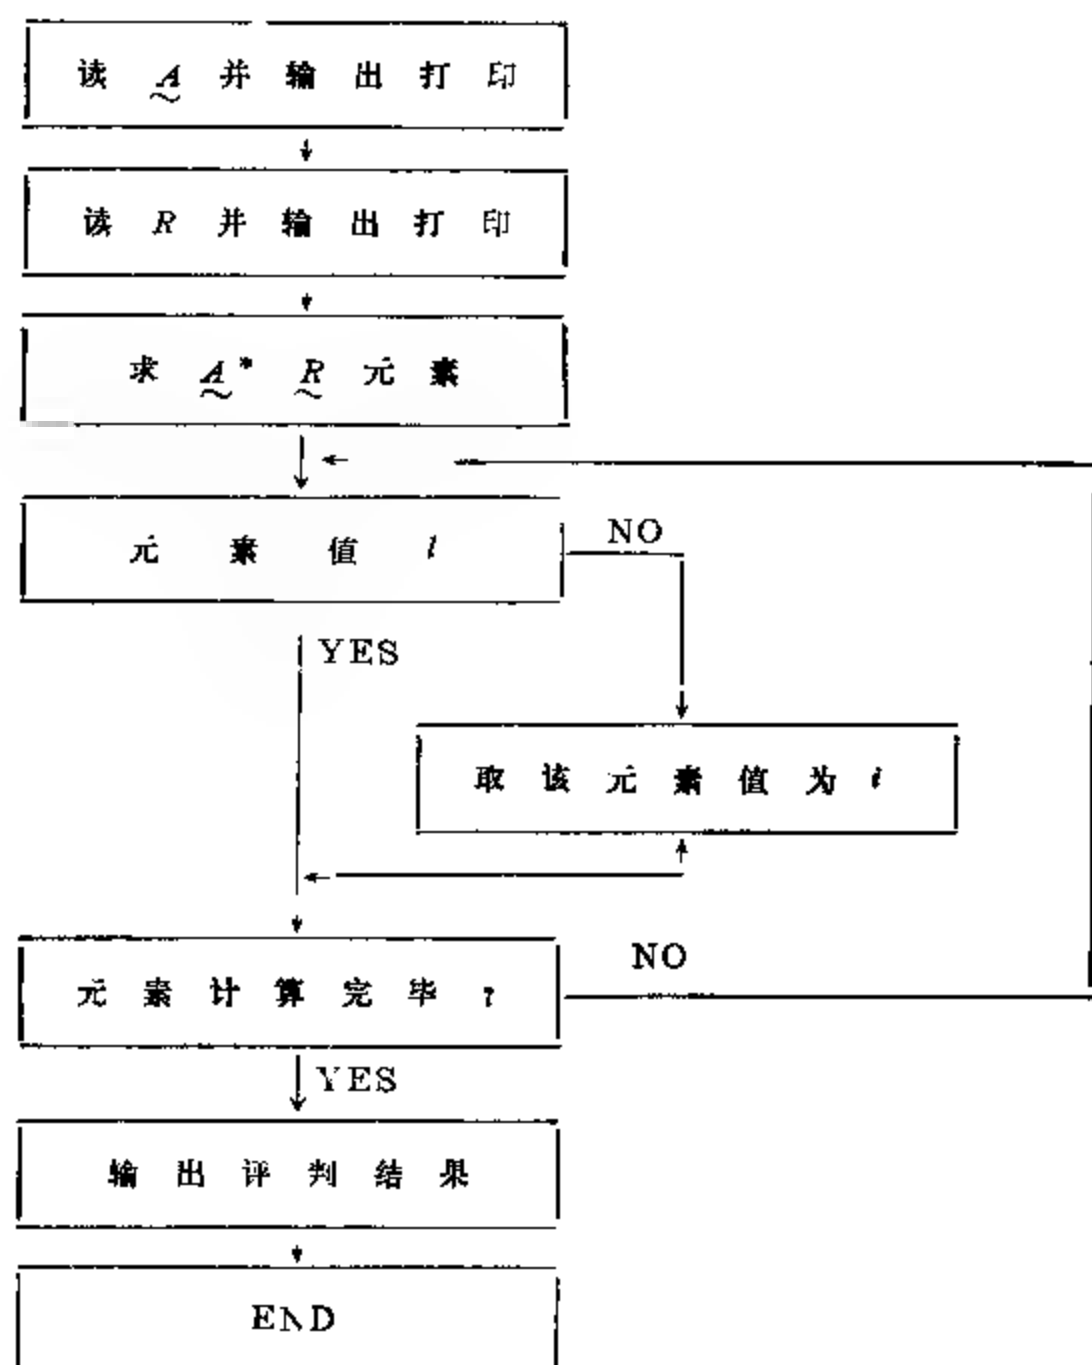 读 A 并输出打印
读 R 并输出打印
求 A* R 元素
元素值 l
NO
YES
取该元素值为 l
元素计算完毕?
NO
YES
输出评判结果
END